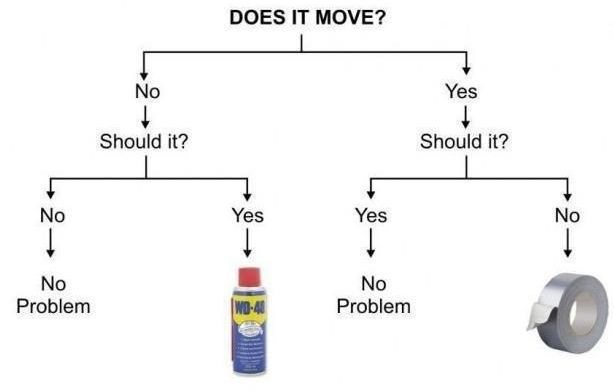 DOES IT MOVE?
No
Yes
Should it?
Should it?
No
Yes
Yes
No
No
Problem
WD-40
No
Problem